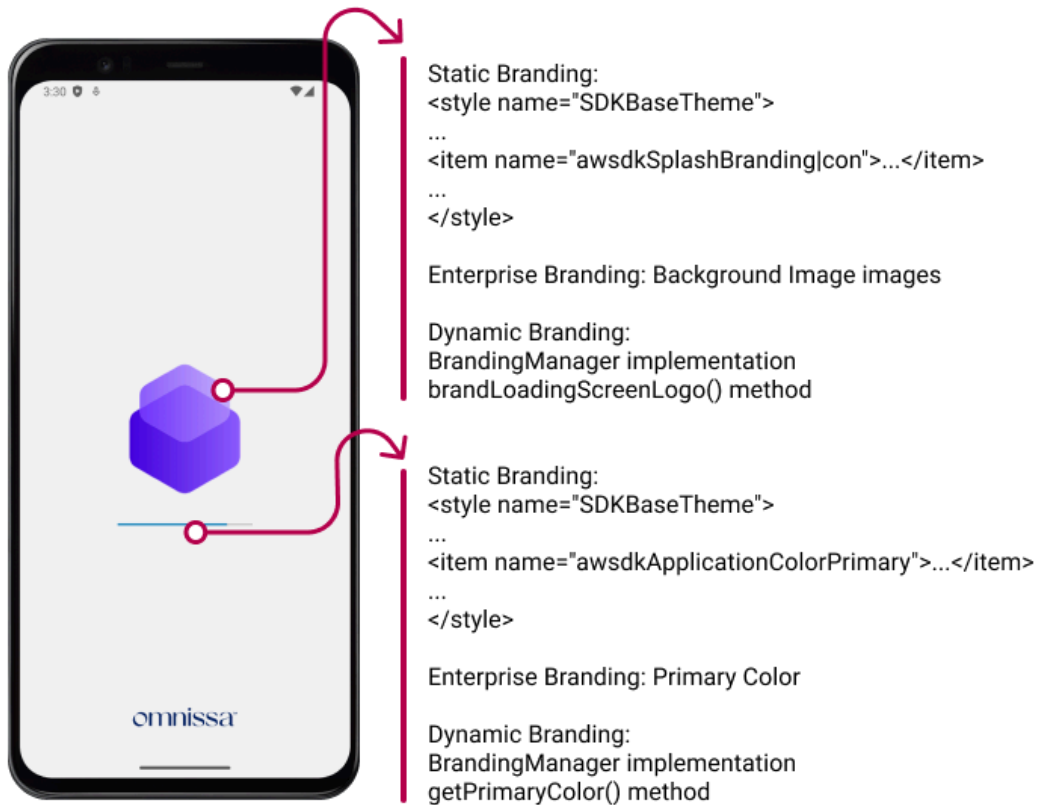 3:30
omnissa
Static Branding:
<style name="SDKBaseTheme">
...
<item name="awsdkSplashBranding|con">...</item>
...
</style>
Enterprise Branding: Background Image images
Dynamic Branding:
BrandingManager implementation
brandLoadingScreenLogo() method
Static Branding:
<style name="SDKBaseTheme">
...
<item name="awsdkApplicationColorPrimary">...</item>
...
</style>
Enterprise Branding: Primary Color
Dynamic Branding:
BrandingManager implementation
getPrimaryColor() method